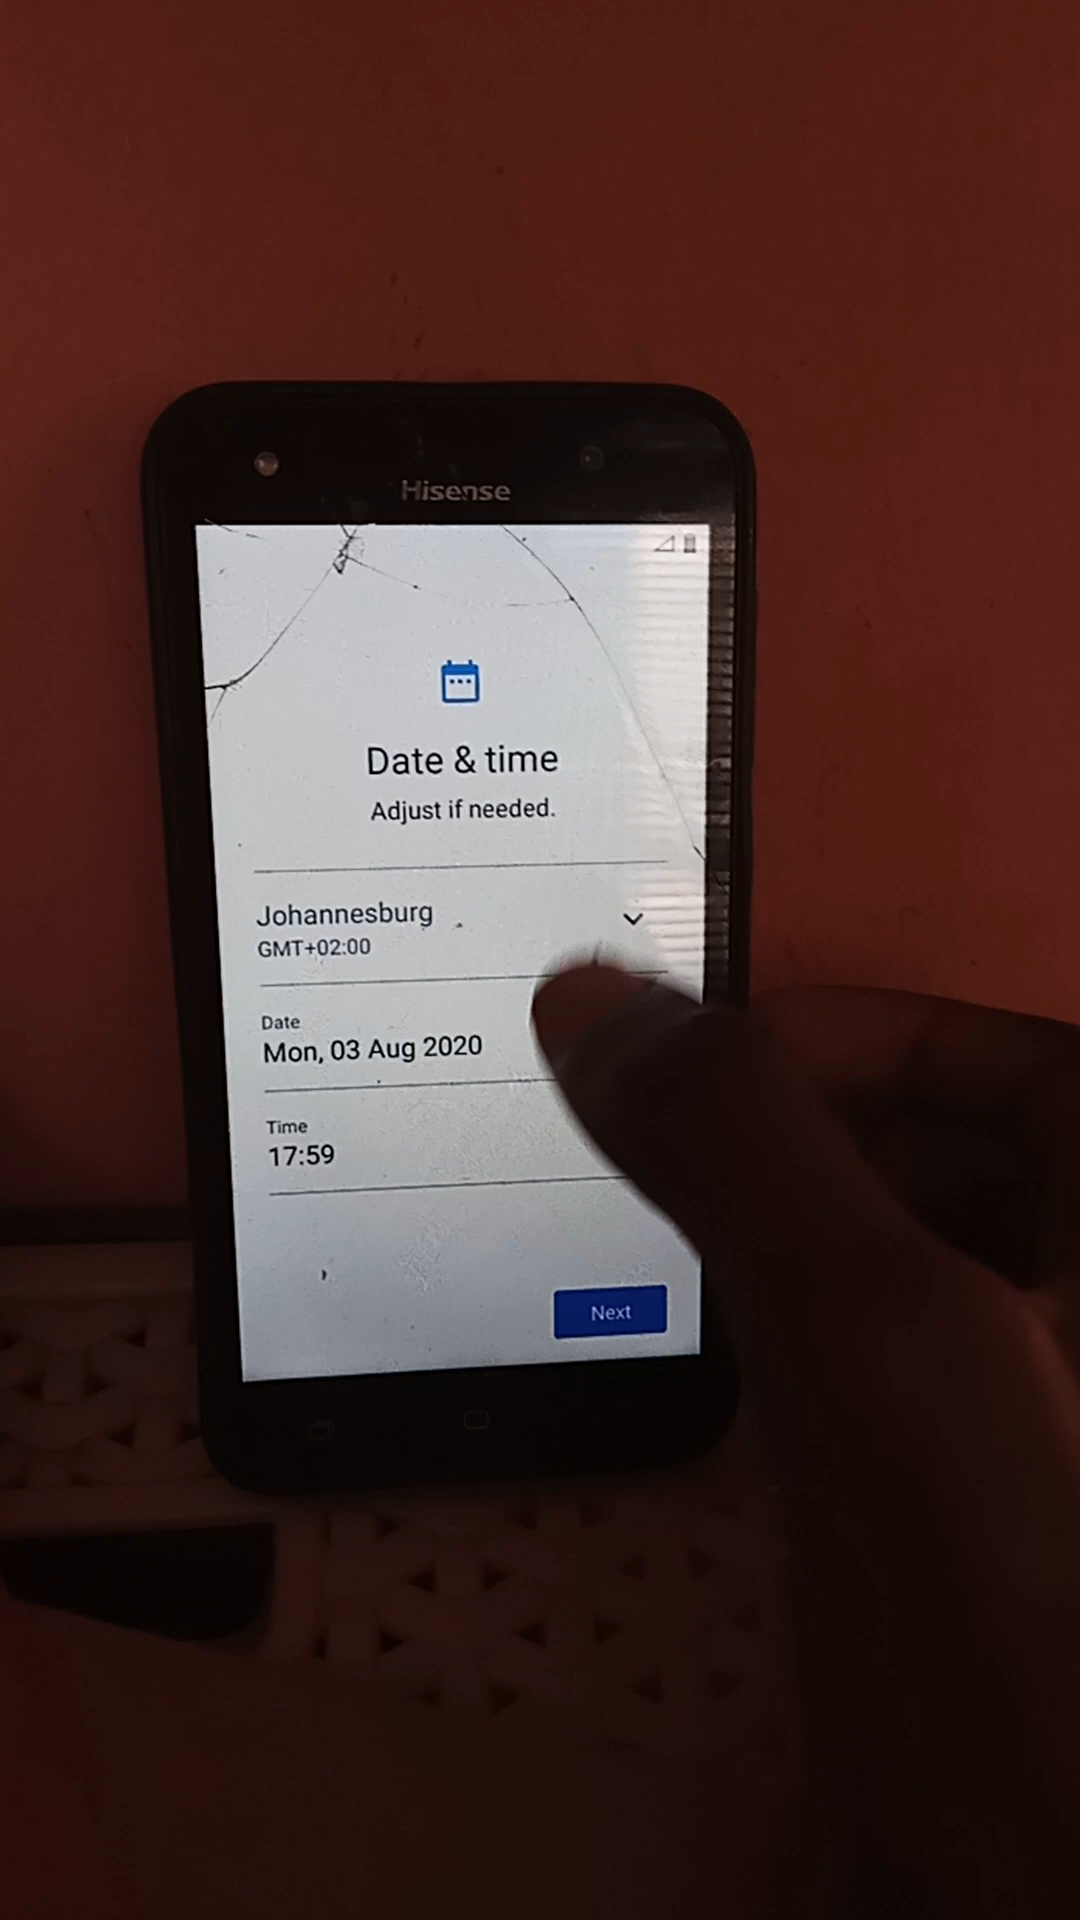 Hisense
Date & time
Adjust if needed.
Johannesburg
GMT+02:00
Date
Mon, 03 Aug 2020
Time
17:59
Next